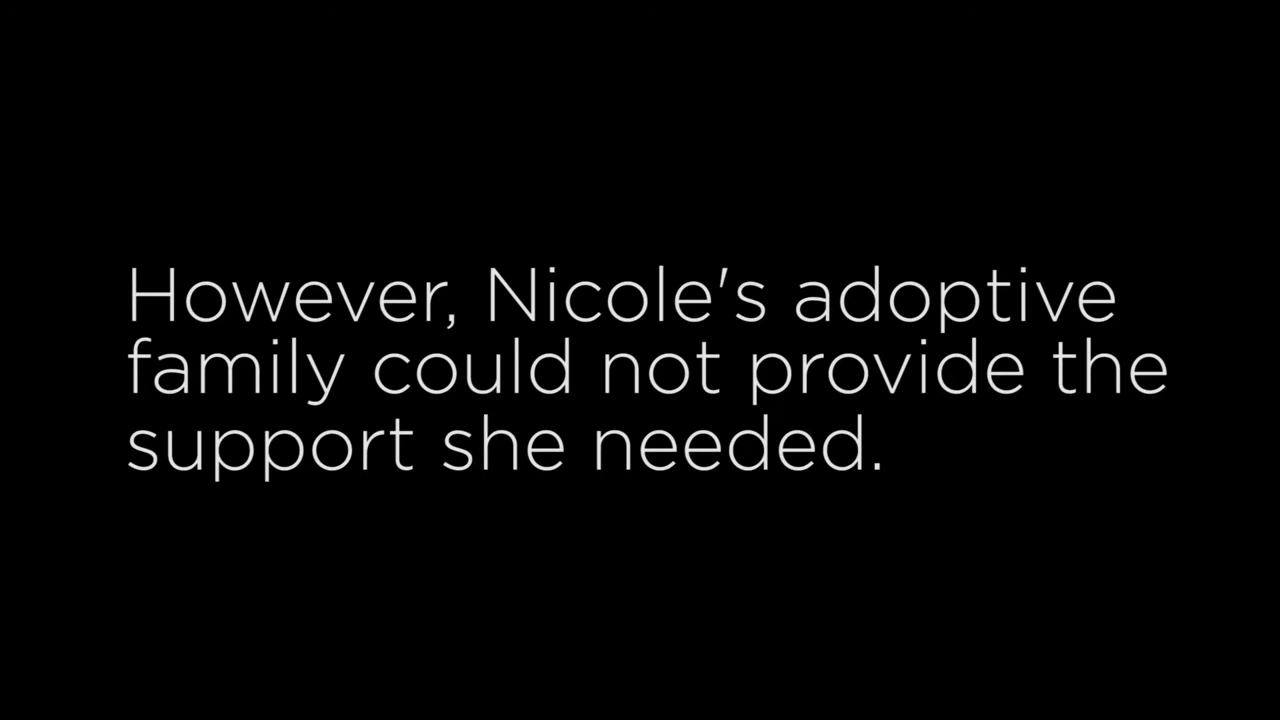 However, Nicole's adoptive
family could not provide the
support she needed.